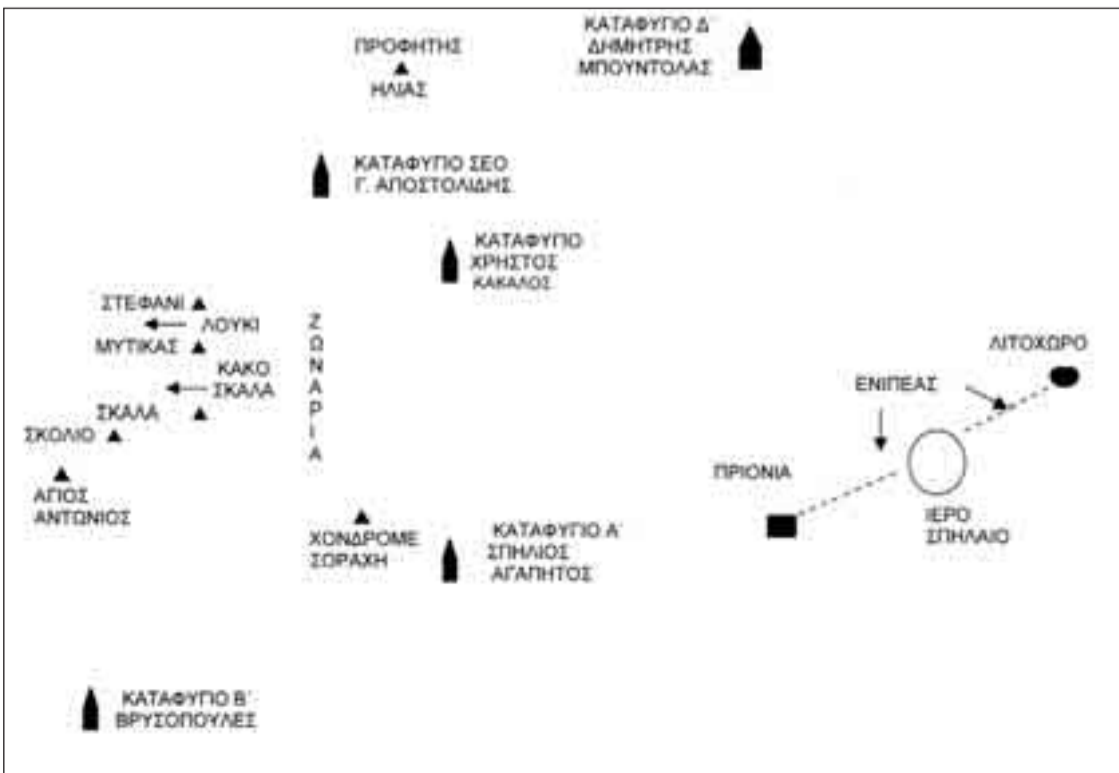 ΚΑΤΑΦΥΓΙΟ Δ΄
ΔΗΜΗΤΡΗΣ
ΜΠΟΥΝΤΟΛΑΣ
ΠΡΟΦΗΤΗΣ
ΗΛΙΑΣ
ΚΑΤΑΦΥΓΙΟ ΣΕΟ
Γ. ΑΠΟΣΤΟΛΙΔΗΣ
ΚΑΤΑΦΥΓΙΟ
ΧΡΗΣΤΟΣ
ΚΑΚΑΛΟΣ
ΣΤΕΦΑΝΙ
ΛΟΥΚΙ
ΜΥΤΙΚΑΣ
ΚΑΚΟ
ΣΚΑΛΑ
ΣΚΑΛΑ
ΣΚΟΛΙΟ
ΑΓΙΟΣ
ΑΝΤΩΝΙΟΣ
Ζ
Ω
Ν
Α
Ρ
Ι
Α
ΛΙΤΟΧΩΡΟ
ΕΝΙΠΕΑΣ
ΠΡΙΟΝΙΑ
ΙΕΡΟ
ΣΠΗΛΑΙΟ
ΧΟΝΔΡΟΜΕ
ΣΟΡΑΧΗ
ΚΑΤΑΦΥΓΙΟ Α΄
ΣΠΗΛΙΟΣ
ΑΓΑΠΗΤΟΣ
ΚΑΤΑΦΥΓΙΟ Β΄
ΒΡΥΣΟΠΟΥΛΕΣ